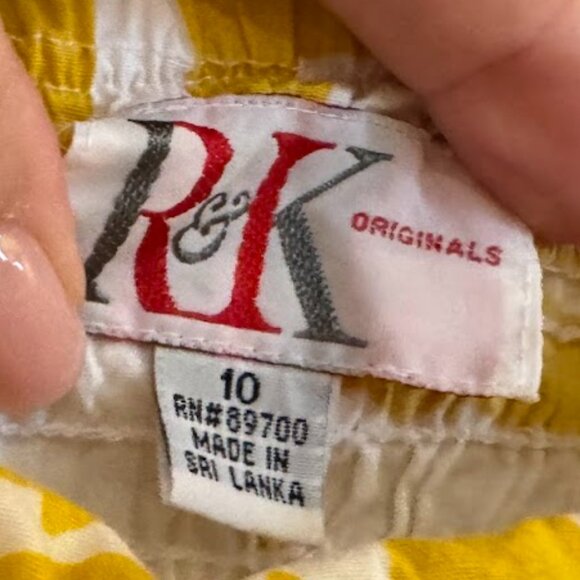 R&K
ORIGINALS
10
RN#89700
MADE IN
SRI LANKA